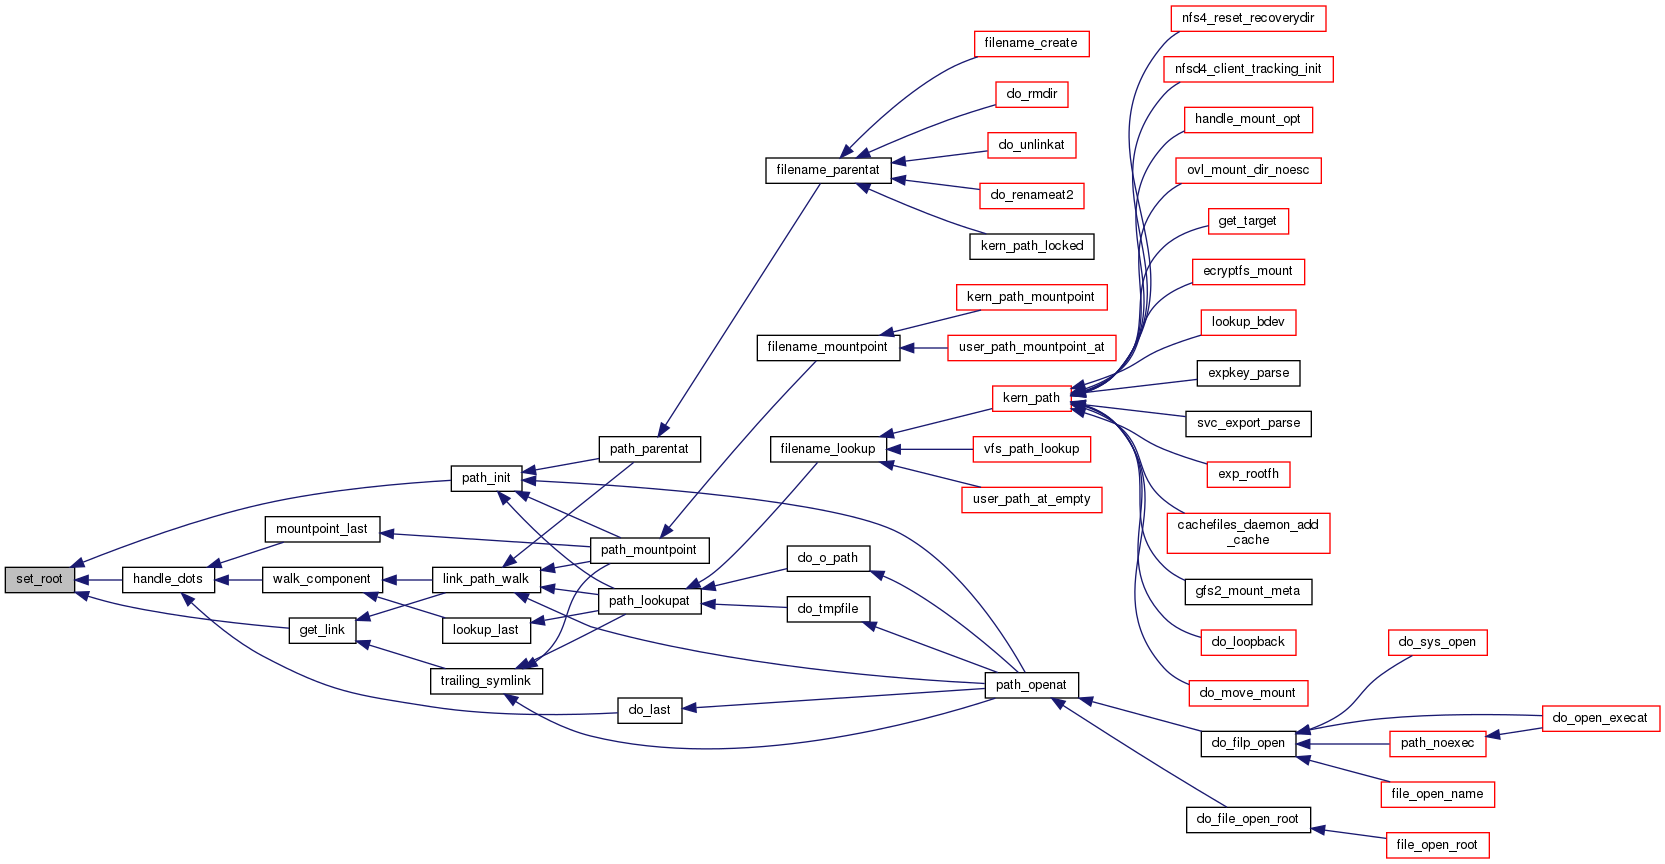 nfs4_reset_recoverydir
filename_create
nfsd4_client_tracking_init
do_rmdir
handle_mount_opt
do_unlinkat
filename_parentat
ovl_mount_dir_noesc
do_renameat2
get_target
kern_path_locked
ecryptfs_mount
kern_path_mountpoint
lookup_bdev
filename_mountpoint
user_path_mountpoint_at
expkey_parse
kern_path
svc_export_parse
path_parentat
filename_lookup
vfs_path_lookup
path_init
exp_rootfh
user_path_at_empty
mountpoint_last
cachefiles_daemon_add
_cache
path_mountpoint
do_o_path
set_root
handle_dots
walk_component
link_path_walk
gfs2_mount_meta
path_lookupat
do_tmpfile
get_link
lookup_last
do_loopback
do_sys_open
trailing_symlink
path_openat
do_move_mount
do_last
do_open_execat
do_filp_open
path_noexec
file_open_name
do_file_open_root
file_open_root